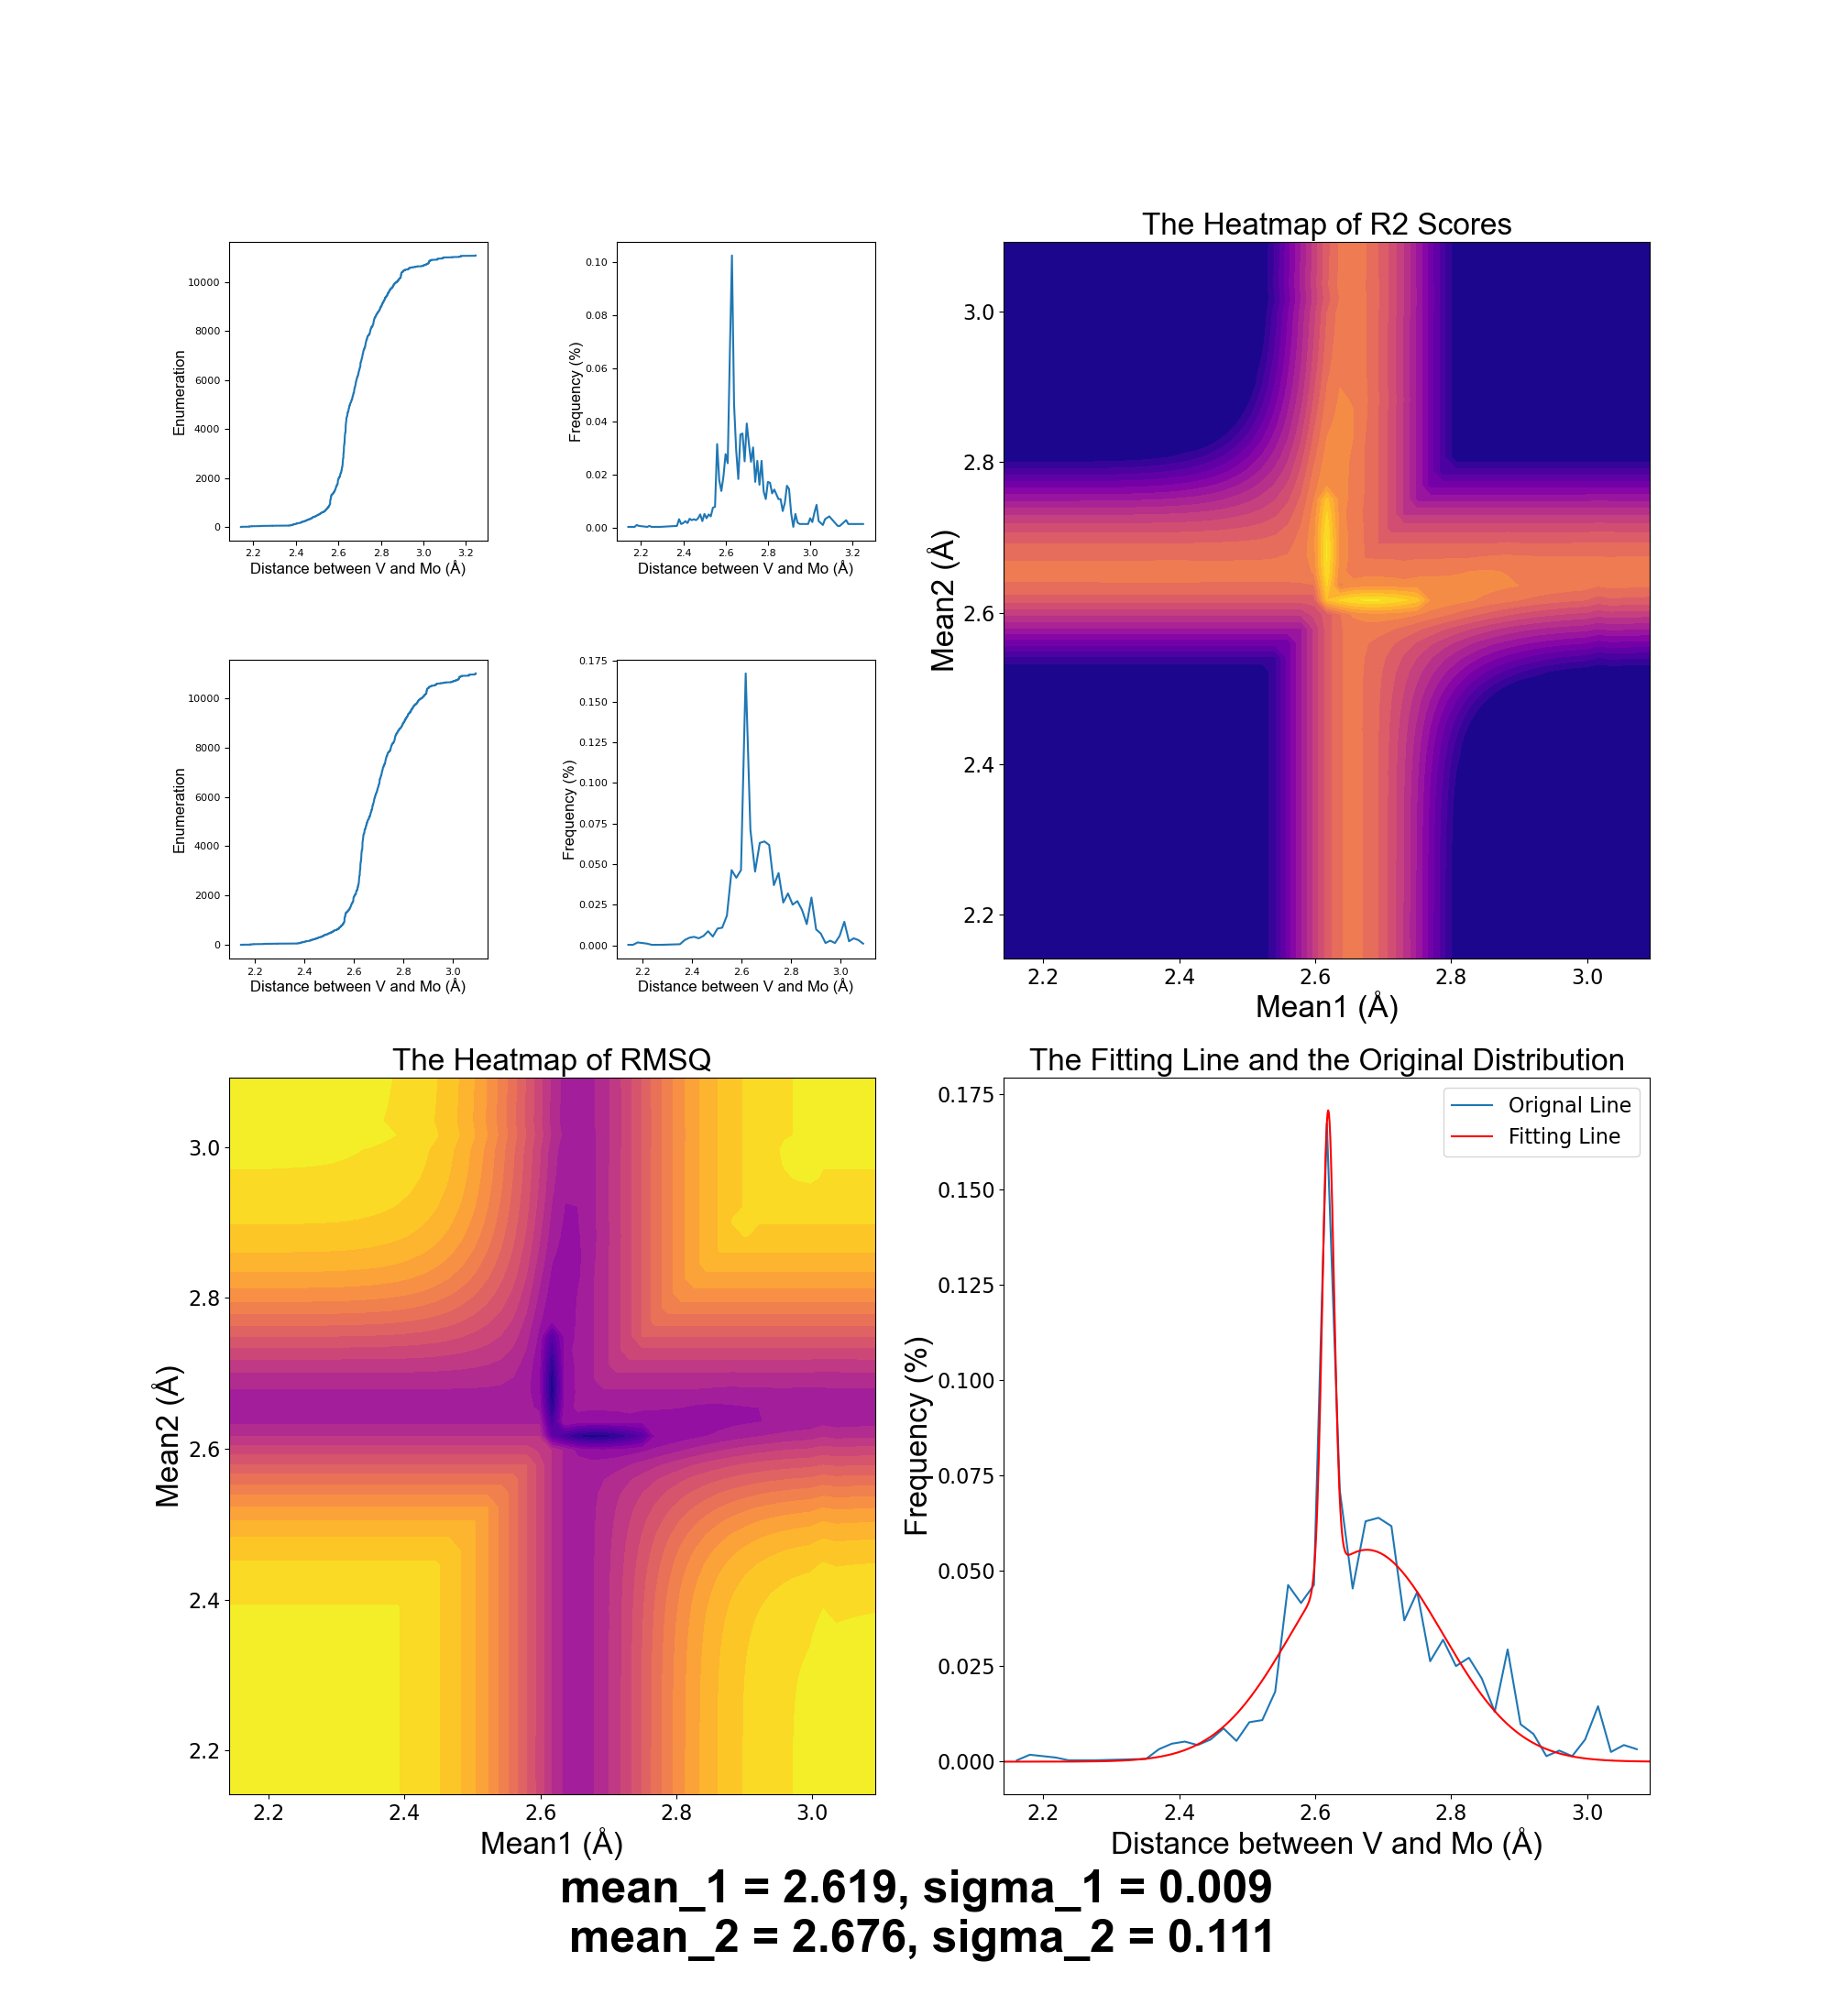 The Heatmap of R2 Scores
Enumeration
10000
8000
6000
4000
2000
0
2.2 2.4 2.6 2.8 3.0 3.2
Distance between V and Mo (Å)
Frequency (%)
0.10
0.08
0.06
0.04
0.02
0.00
2.2 2.4 2.6 2.8 3.0 3.2
Distance between V and Mo (Å)
Mean2 (Å)
3.0
2.8
2.6
2.4
2.2
2.2 2.4 2.6 2.8 3.0
Mean1 (Å)
Enumeration
10000
8000
6000
4000
2000
0
2.2 2.4 2.6 2.8 3.0
Distance between V and Mo (Å)
Frequency (%)
0.175
0.150
0.125
0.100
0.075
0.050
0.025
0.000
2.2 2.4 2.6 2.8 3.0
Distance between V and Mo (Å)
The Heatmap of RMSQ
Mean2 (Å)
3.0
2.8
2.6
2.4
2.2
2.2 2.4 2.6 2.8 3.0
Mean1 (Å)
The Fitting Line and the Original Distribution
Orignal Line
Fitting Line
Frequency (%)
0.175
0.150
0.125
0.100
0.075
0.050
0.025
0.000
2.2 2.4 2.6 2.8 3.0
Distance between V and Mo (Å)
mean_1 = 2.619, sigma_1 = 0.009
mean_2 = 2.676, sigma_2 = 0.111